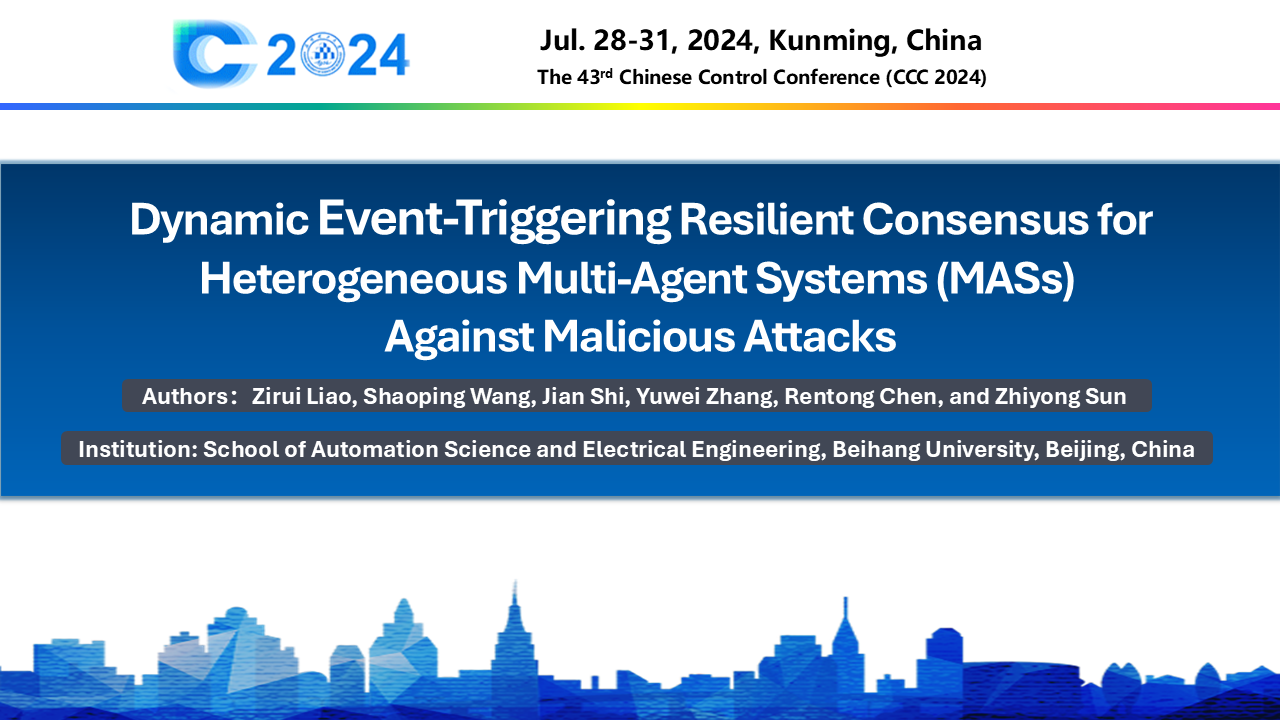 C 2024
Jul. 28-31, 2024, Kunming, China
The 43rd Chinese Control Conference (CCC 2024)
Dynamic Event-Triggering Resilient Consensus for
Heterogeneous Multi-Agent Systems (MASs)
Against Malicious Attacks
Authors：Zirui Liao, Shaoping Wang, Jian Shi, Yuwei Zhang, Rentong Chen, and Zhiyong Sun
Institution: School of Automation Science and Electrical Engineering, Beihang University, Beijing, China